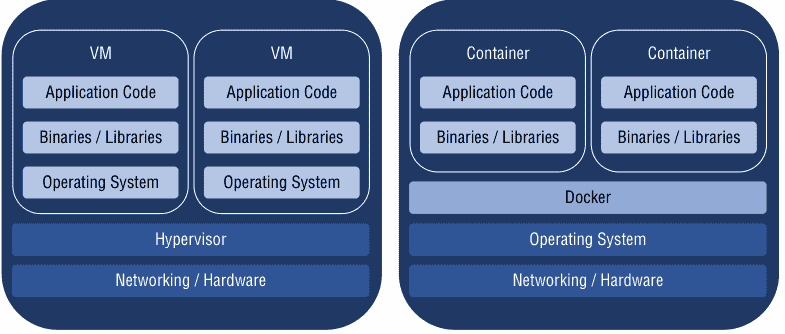 VM
Application Code
Binaries / Libraries
Operating System
VM
Application Code
Binaries / Libraries
Operating System
Hypervisor
Networking / Hardware
Container
Application Code
Binaries / Libraries
Container
Application Code
Binaries / Libraries
Docker
Operating System
Networking / Hardware